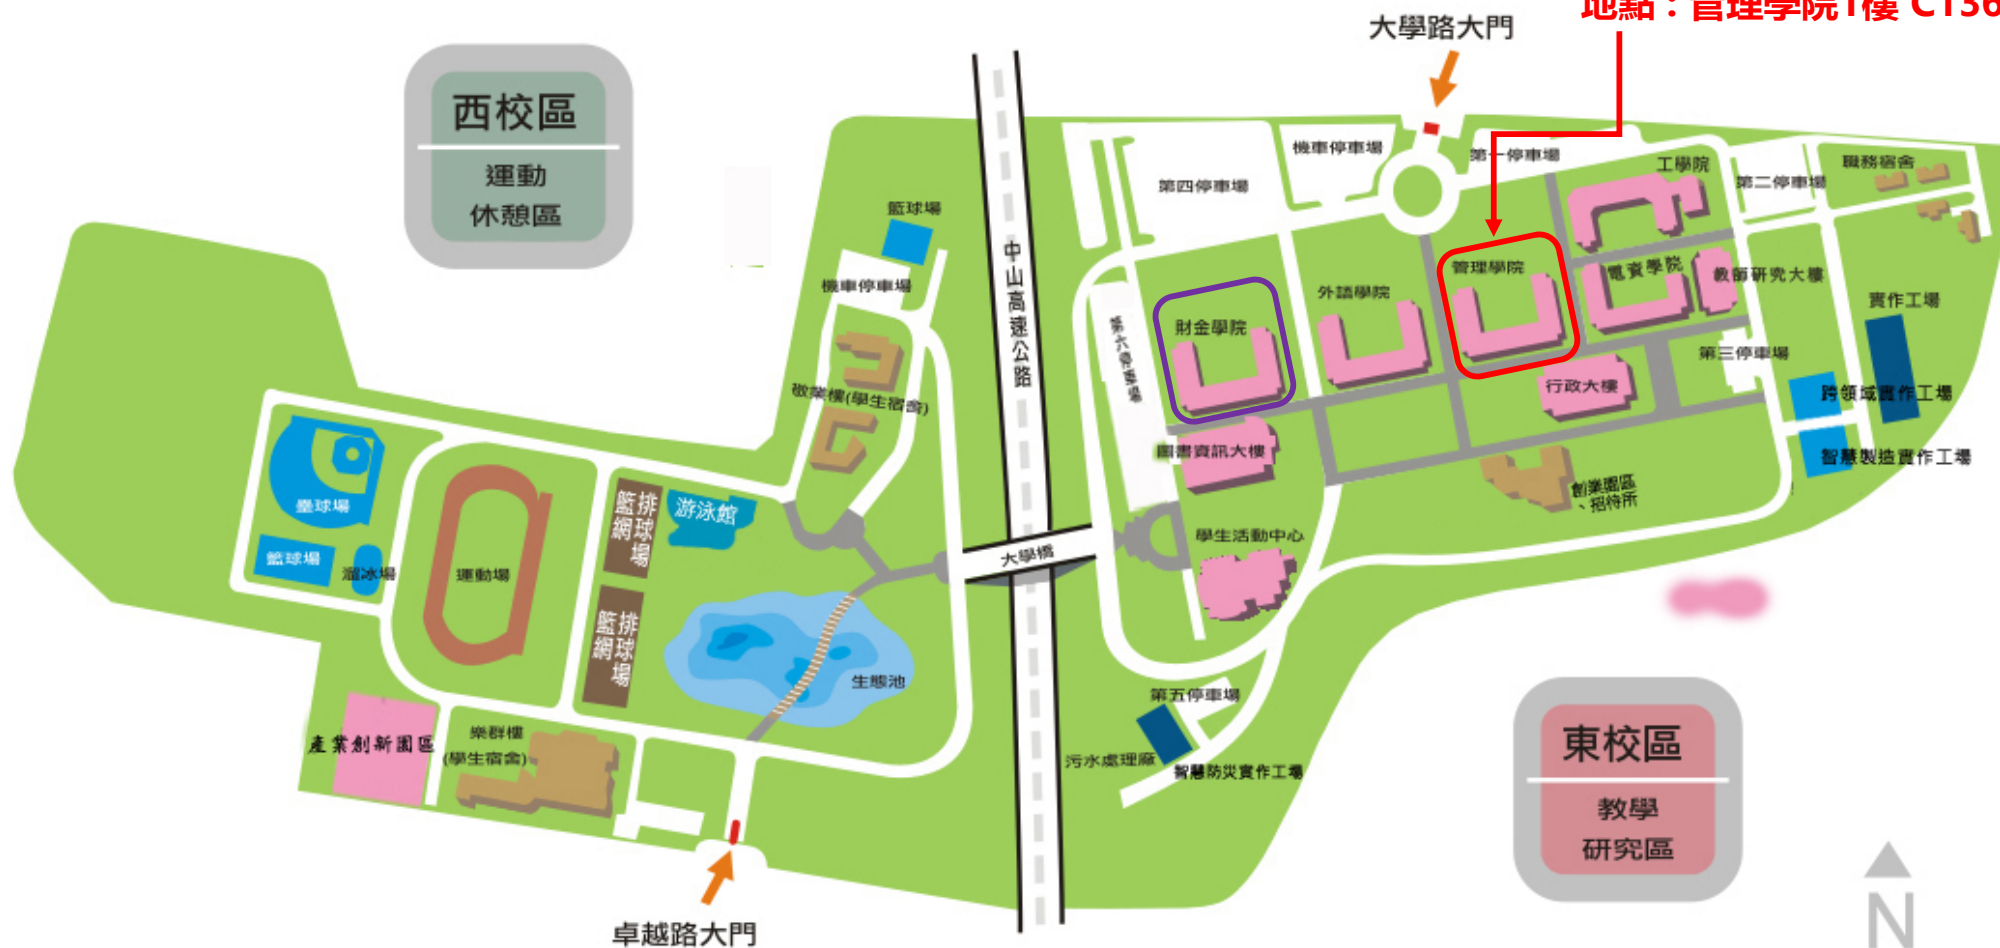 地點：管理學院1樓 C136
大學路大門
西校區
運動
休憩區
籃球場
機車停車場
敬業樓(學生宿舍)
中山高速公路
第四停車場
機車停車場
第一停車場
工學院
第二停車場
職務宿舍
管理學院
電資學院
教師研究大樓
外語學院
財金學院
實作工場
第六停車場
第三停車場
行政大樓
跨領域實作工場
智慧製造實作工場
圖書資訊大樓
創業園區
、招待所
學生活動中心
大學橋
壘球場
籃球場
溜冰場
運動場
排球場
籃網
游泳館
排球場
籃網
生態池
第五停車場
污水處理廠
智慧防災實作工場
產業創新園區
樂群樓
(學生宿舍)
卓越路大門
東校區
教學
研究區
N